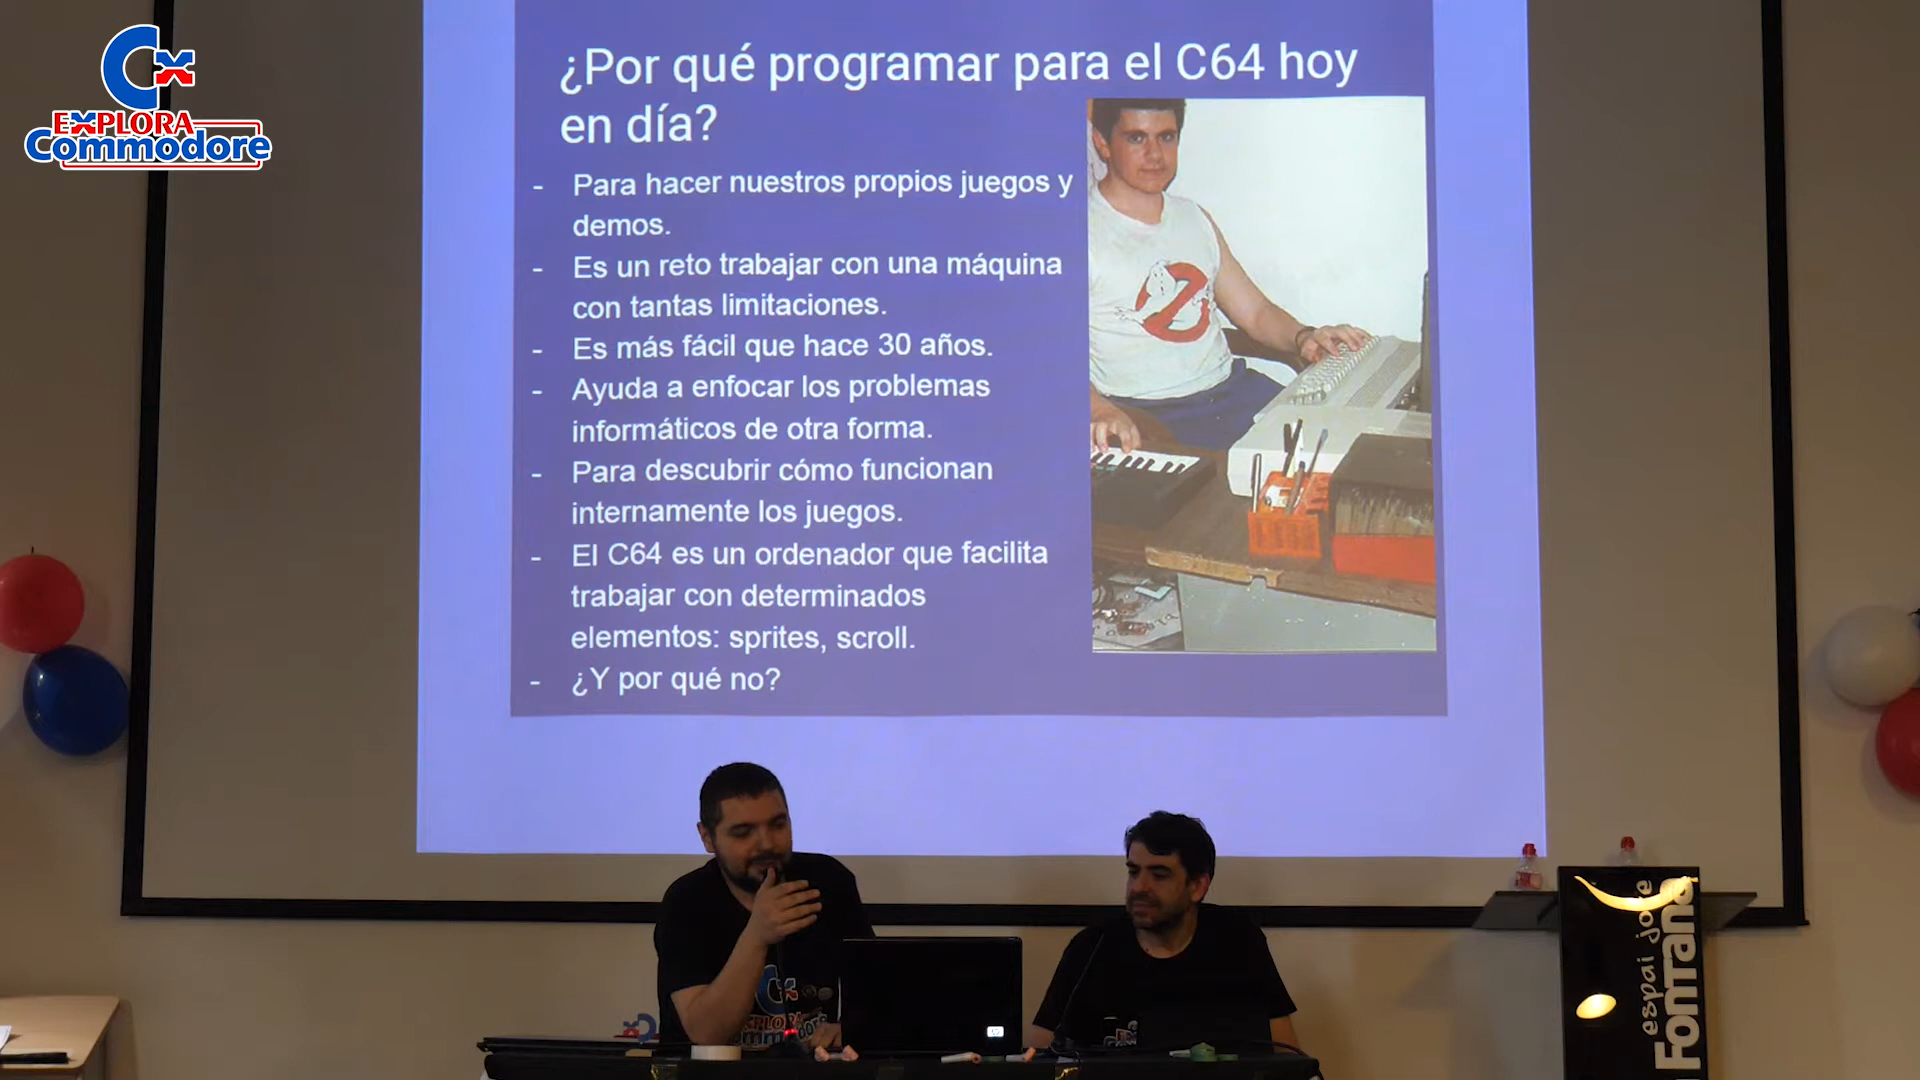 Cx
EXPLORA
Commodore
¿Por qué programar para el C64 hoy
en día?
- Para hacer nuestros propios juegos y
demos.
- Es un reto trabajar con una máquina
con tantas limitaciones.
- Es más fácil que hace 30 años.
- Ayuda a enfocar los problemas
informáticos de otra forma.
- Para descubrir cómo funcionan
internamente los juegos.
- El C64 es un ordenador que facilita
trabajar con determinados
elementos: sprites, scroll.
- ¿Y por qué no?
hp
espai jove
Fontana